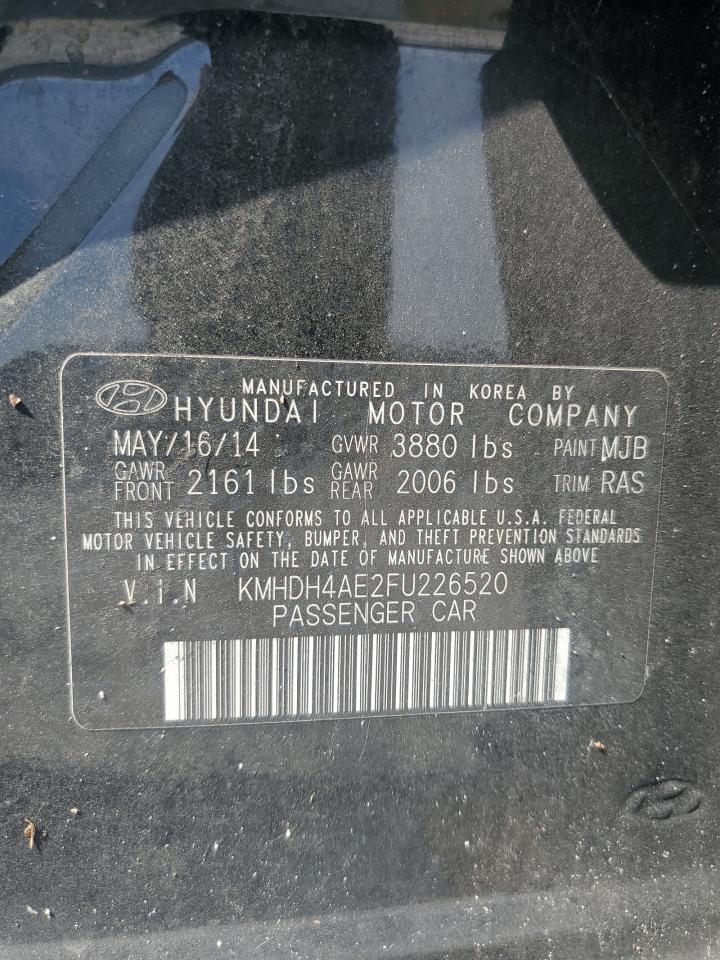 MANUFACTURED IN KOREA BY
HYUNDAI MOTOR COMPANY
MAY/16/14 GVWR 3880 lbs PAINT MJB
GAWR FRONT 2161 lbs GAWR REAR 2006 lbs TRIM RAS
THIS VEHICLE CONFORMS TO ALL APPLICABLE U.S.A. FEDERAL
MOTOR VEHICLE SAFETY, BUMPER, AND THEFT PREVENTION STANDARDS
IN EFFECT ON THE DATE OF MANUFACTURE SHOWN ABOVE
V.I.N KMHDH4AE2FU226520
PASSENGER CAR